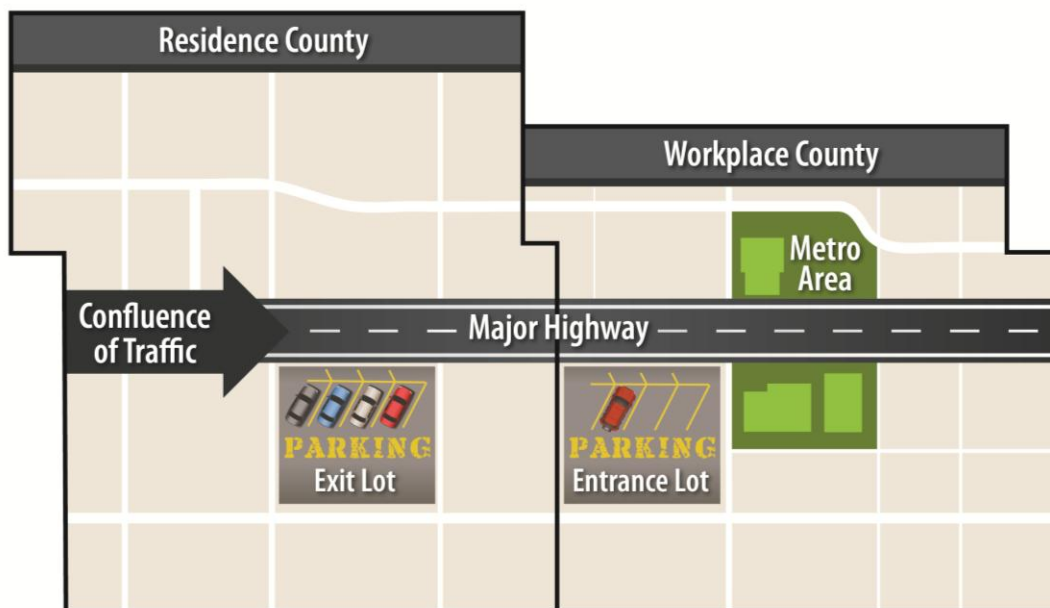 Residence County
Workplace County
Metro
Area
Confluence
of Traffic
Major Highway
PARKING
Exit Lot
PARKING
Entrance Lot